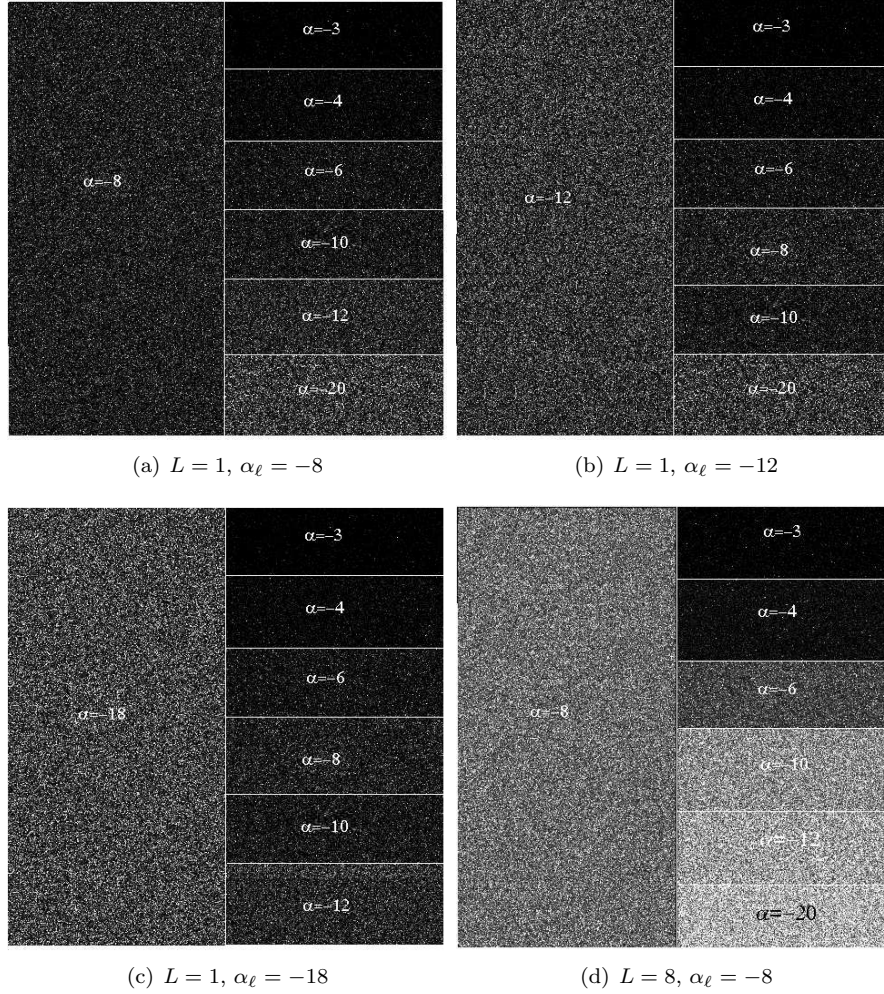 α=–8
α=–3
α=–4
α=–6
α=–10
α=–12
α=–20
(a) L = 1, αℓ = −8
α=–12
α=–3
α=–4
α=–6
α=–8
α=–10
α=–20
(b) L = 1, αℓ = −12
α=–18
α=–3
α=–4
α=–6
α=–8
α=–10
α=–12
(c) L = 1, αℓ = −18
α=–8
α=–3
α=–4
α=–6
α=–10
α=–12
α=–20
(d) L = 8, αℓ = −8